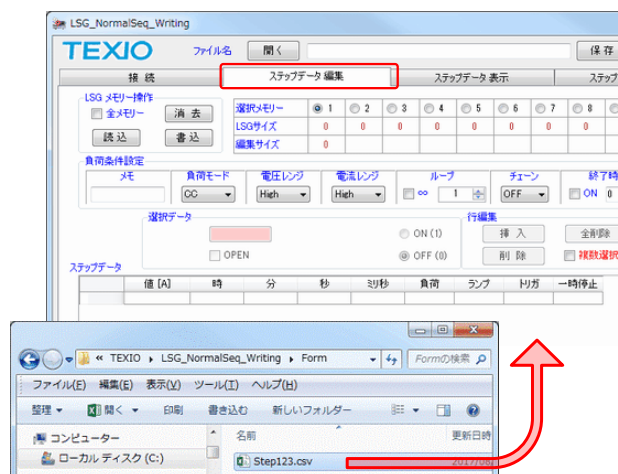 LSG_NormalSeq_Writing
TEXIO ファイル名 開く 保存
接 続 ステップデータ 編集 ステップデータ 表示 ステップ
LSG メモリー操作
全メモリー 消 去
読 込 書 込
選択メモリー 1 2 3 4 5 6 7 8
LSGサイズ 0 0 0 0 0 0 0 0
編集サイズ 0
負荷条件設定
メモ 負荷モード 電圧レンジ 電流レンジ ループ チェーン 終了時
CC High High ∞ 1 OFF ON 0
選択データ 行編集
ON (1) 挿 入 全削除
OPEN OFF (0) 削 除 複数選択
ステップデータ
値 [A] 時 分 秒 ミリ秒 負荷 ランプ トリガ 一時停止
« TEXIO LSG_NormalSeq_Writing Form Formの検索
ファイル(F) 編集(E) 表示(V) ツール(T) ヘルプ(H)
整理 開く 印刷 書き込む 新しいフォルダー
コンピューター 名前 更新日時
ローカル ディスク (C:) Step123.csv 2017/08/